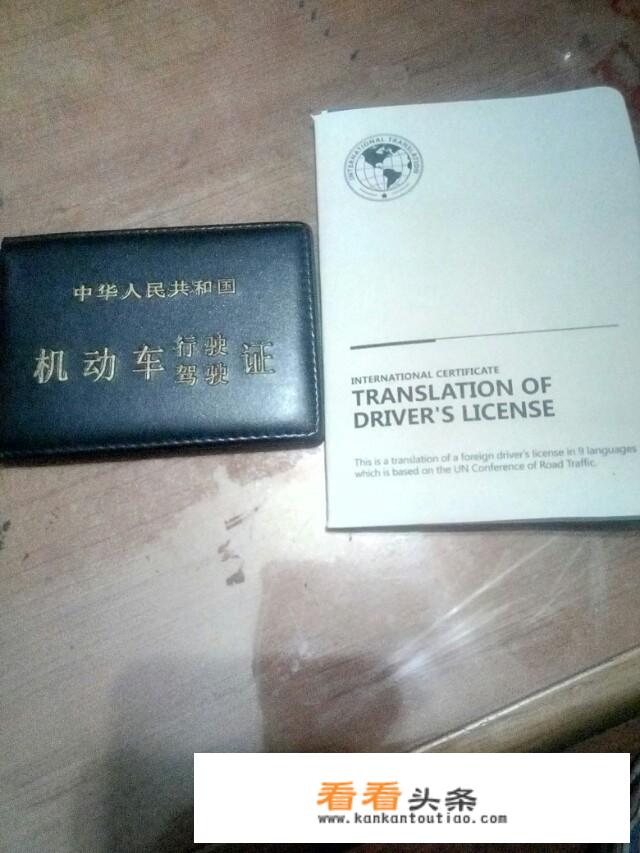 中华人民共和国
机动车行驶驾驶证
INTERNATIONAL TRANSLATION
INTERNATIONAL CERTIFICATE
TRANSLATION OF
DRIVER'S LICENSE
This is a translation of a foreign driver's license in 9 languages
which is based on the UN Conference of Road Traffic.
看看头条
www.kankantoutiao.com